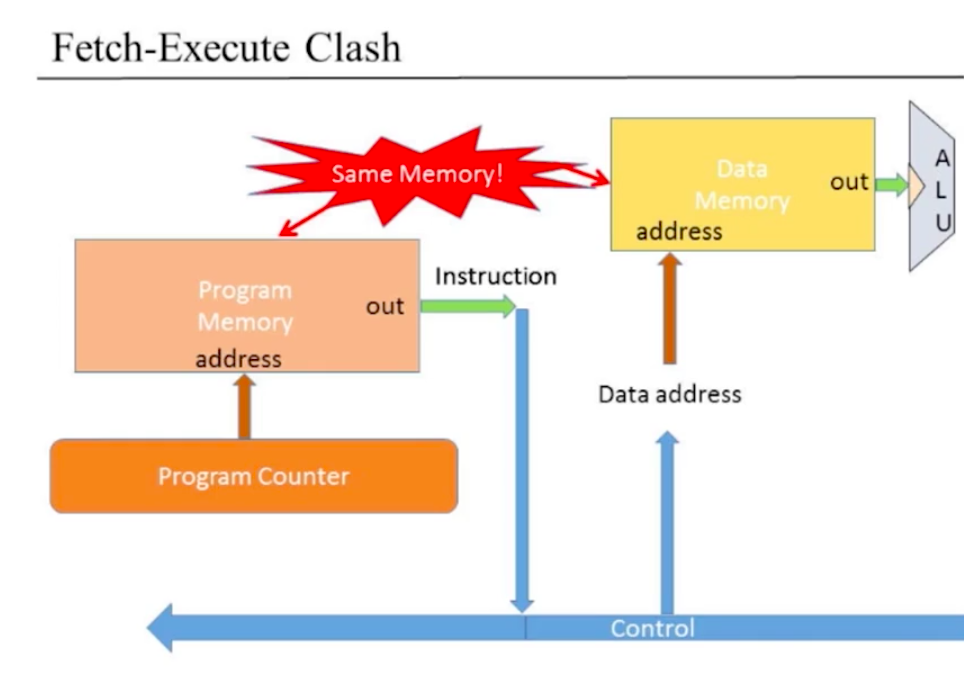 Fetch-Execute Clash
Same Memory!
Data
Memory
out
address
A
L
U
Instruction
Program
Memory
out
address
Data address
Program Counter
Control